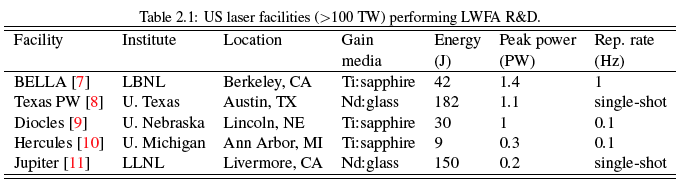 Table 2.1: US laser facilities (>100 TW) performing LWFA R&D.
Facility Institute Location Gain media Energy (J) Peak power (PW) Rep. rate (Hz)
BELLA [7] LBNL Berkeley, CA Ti:sapphire 42 1.4 1
Texas PW [8] U. Texas Austin, TX Nd:glass 182 1.1 single-shot
Diocles [9] U. Nebraska Lincoln, NE Ti:sapphire 30 1 0.1
Hercules [10] U. Michigan Ann Arbor, MI Ti:sapphire 9 0.3 0.1
Jupiter [11] LLNL Livermore, CA Nd:glass 150 0.2 single-shot